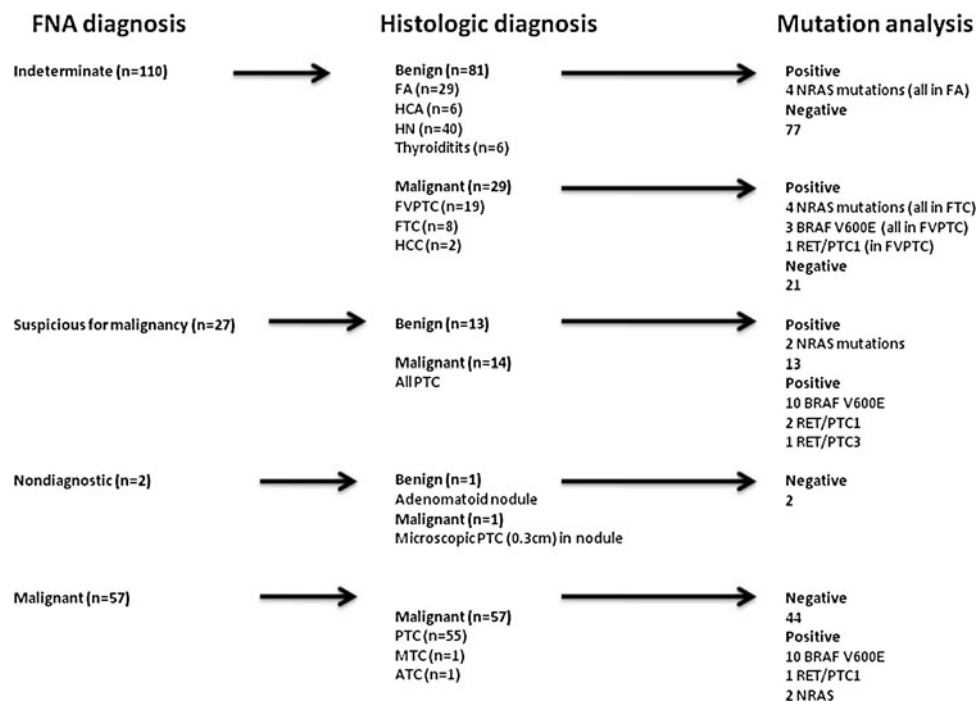 FNA diagnosis
Histologic diagnosis
Mutation analysis
Indeterminate (n=110)
Benign (n=81)
FA (n=29)
HCA (n=6)
HN (n=40)
Thyroiditits (n=6)
Positive
4 NRAS mutations (all in FA)
Negative
77
Malignant (n=29)
FVPTC (n=19)
FTC (n=8)
HCC (n=2)
Positive
4 NRAS mutations (all in FTC)
3 BRAF V600E (all in FVPTC)
1 RET/PTC1 (in FVPTC)
Negative
21
Suspicious for malignancy (n=27)
Benign (n=13)
Malignant (n=14)
All PTC
Positive
2 NRAS mutations
13
Positive
10 BRAF V600E
2 RET/PTC1
1 RET/PTC3
Nondiagnostic (n=2)
Benign (n=1)
Adenomatoid nodule
Malignant (n=1)
Microscopic PTC (0.3cm) in nodule
Negative
2
Malignant (n=57)
Malignant (n=57)
PTC (n=55)
MTC (n=1)
ATC (n=1)
Negative
44
Positive
10 BRAF V600E
1 RET/PTC1
2 NRAS